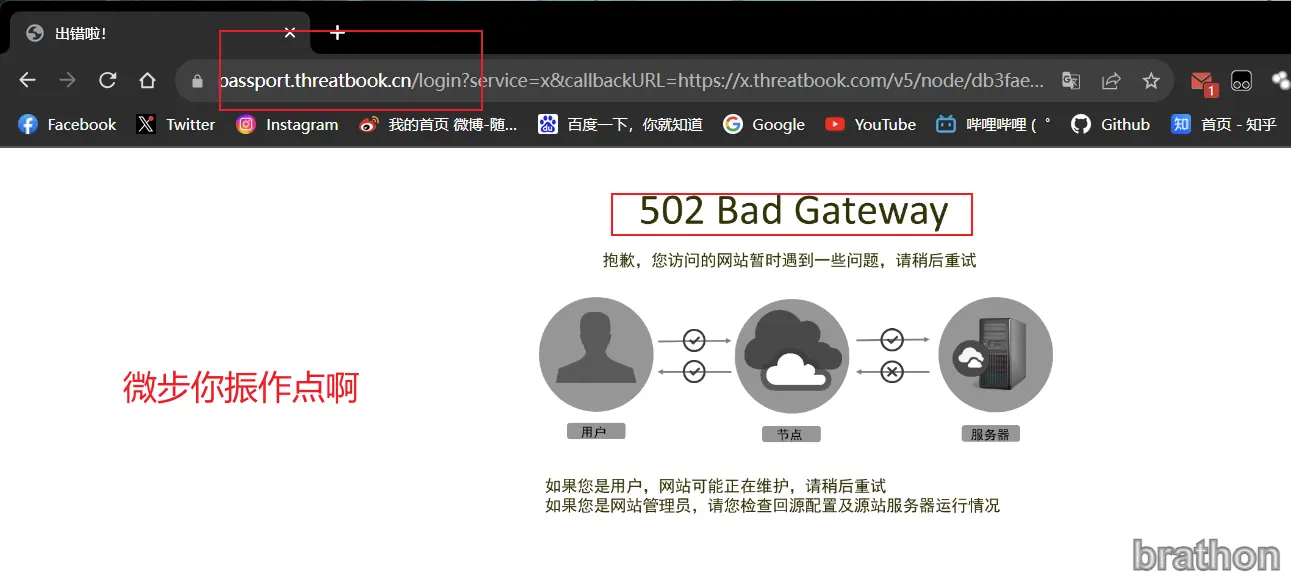 出错啦！
passport.threatbook.cn/login?service=x&callbackURL=https://x.threatbook.com/v5/node/db3fae...
1
Facebook
Twitter
Instagram
我的首页 微博-随...
百度一下，你就知道
Google
YouTube
哔哩哔哩 ( ゜
Github
知
首页 - 知乎
502 Bad Gateway
抱歉，您访问的网站暂时遇到一些问题，请稍后重试
微步你振作点啊
用户
节点
服务器
如果您是用户，网站可能正在维护，请稍后重试
如果您是网站管理员，请您检查回源配置及源站服务器运行情况
brathon